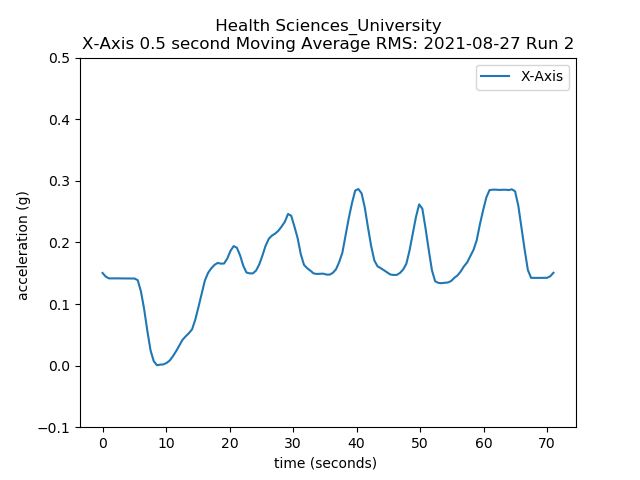 Health Sciences_University
X-Axis 0.5 second Moving Average RMS: 2021-08-27 Run 2
X-Axis
acceleration (g)
0.5
0.4
0.3
0.2
0.1
0.0
−0.1
0 10 20 30 40 50 60 70
time (seconds)